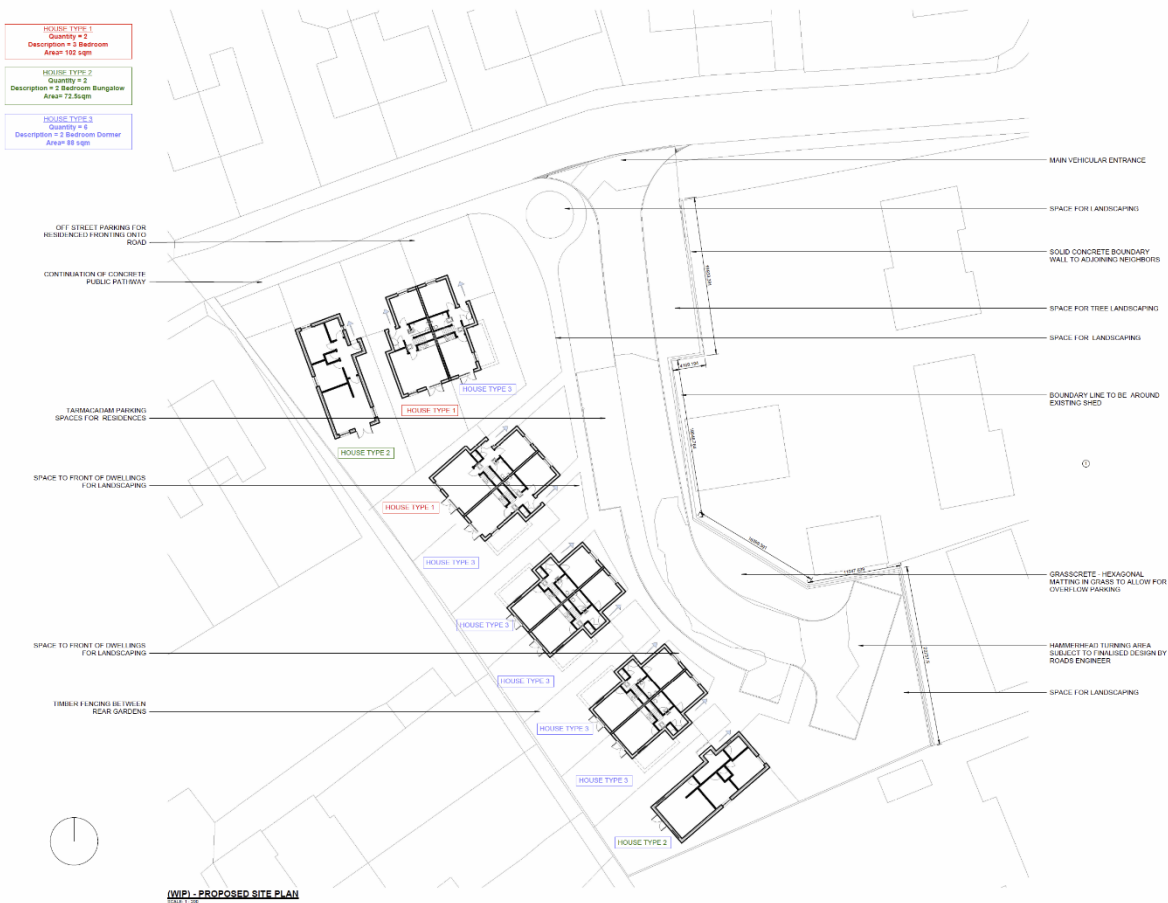 HOUSE TYPE 1
Quantity = 2
Description = 3 Bedroom
Area= 102 sqm
HOUSE TYPE 2
Quantity = 2
Description = 2 Bedroom Bungalow
Area= 72.5sqm
HOUSE TYPE 3
Quantity = 6
Description = 2 Bedroom Dormer
Area= 88 sqm
OFF STREET PARKING FOR
RESIDENCED FRONTING ONTO
ROAD
CONTINUATION OF CONCRETE
PUBLIC PATHWAY
TARMACADAM PARKING
SPACES FOR RESIDENCES
SPACE TO FRONT OF DWELLINGS
FOR LANDSCAPING
SPACE TO FRONT OF DWELLINGS
FOR LANDSCAPING
TIMBER FENCING BETWEEN
REAR GARDENS
HOUSE TYPE 3
HOUSE TYPE 1
HOUSE TYPE 2
HOUSE TYPE 1
HOUSE TYPE 3
HOUSE TYPE 3
HOUSE TYPE 3
HOUSE TYPE 3
HOUSE TYPE 3
HOUSE TYPE 2
MAIN VEHICULAR ENTRANCE
SPACE FOR LANDSCAPING
SOLID CONCRETE BOUNDARY
WALL TO ADJOINING NEIGHBORS
SPACE FOR TREE LANDSCAPING
SPACE FOR LANDSCAPING
BOUNDARY LINE TO BE AROUND
EXISTING SHED
GRASSCRETE - HEXAGONAL
MATTING IN GRASS TO ALLOW FOR
OVERFLOW PARKING
HAMMERHEAD TURNING AREA
SUBJECT TO FINALISED DESIGN BY
ROADS ENGINEER
SPACE FOR LANDSCAPING
(WIP) - PROPOSED SITE PLAN